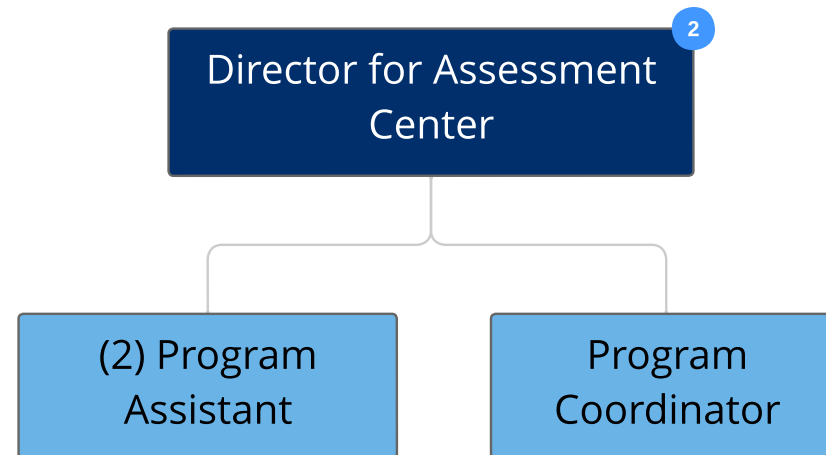 2
Director for Assessment
Center
(2) Program
Assistant
Program
Coordinator